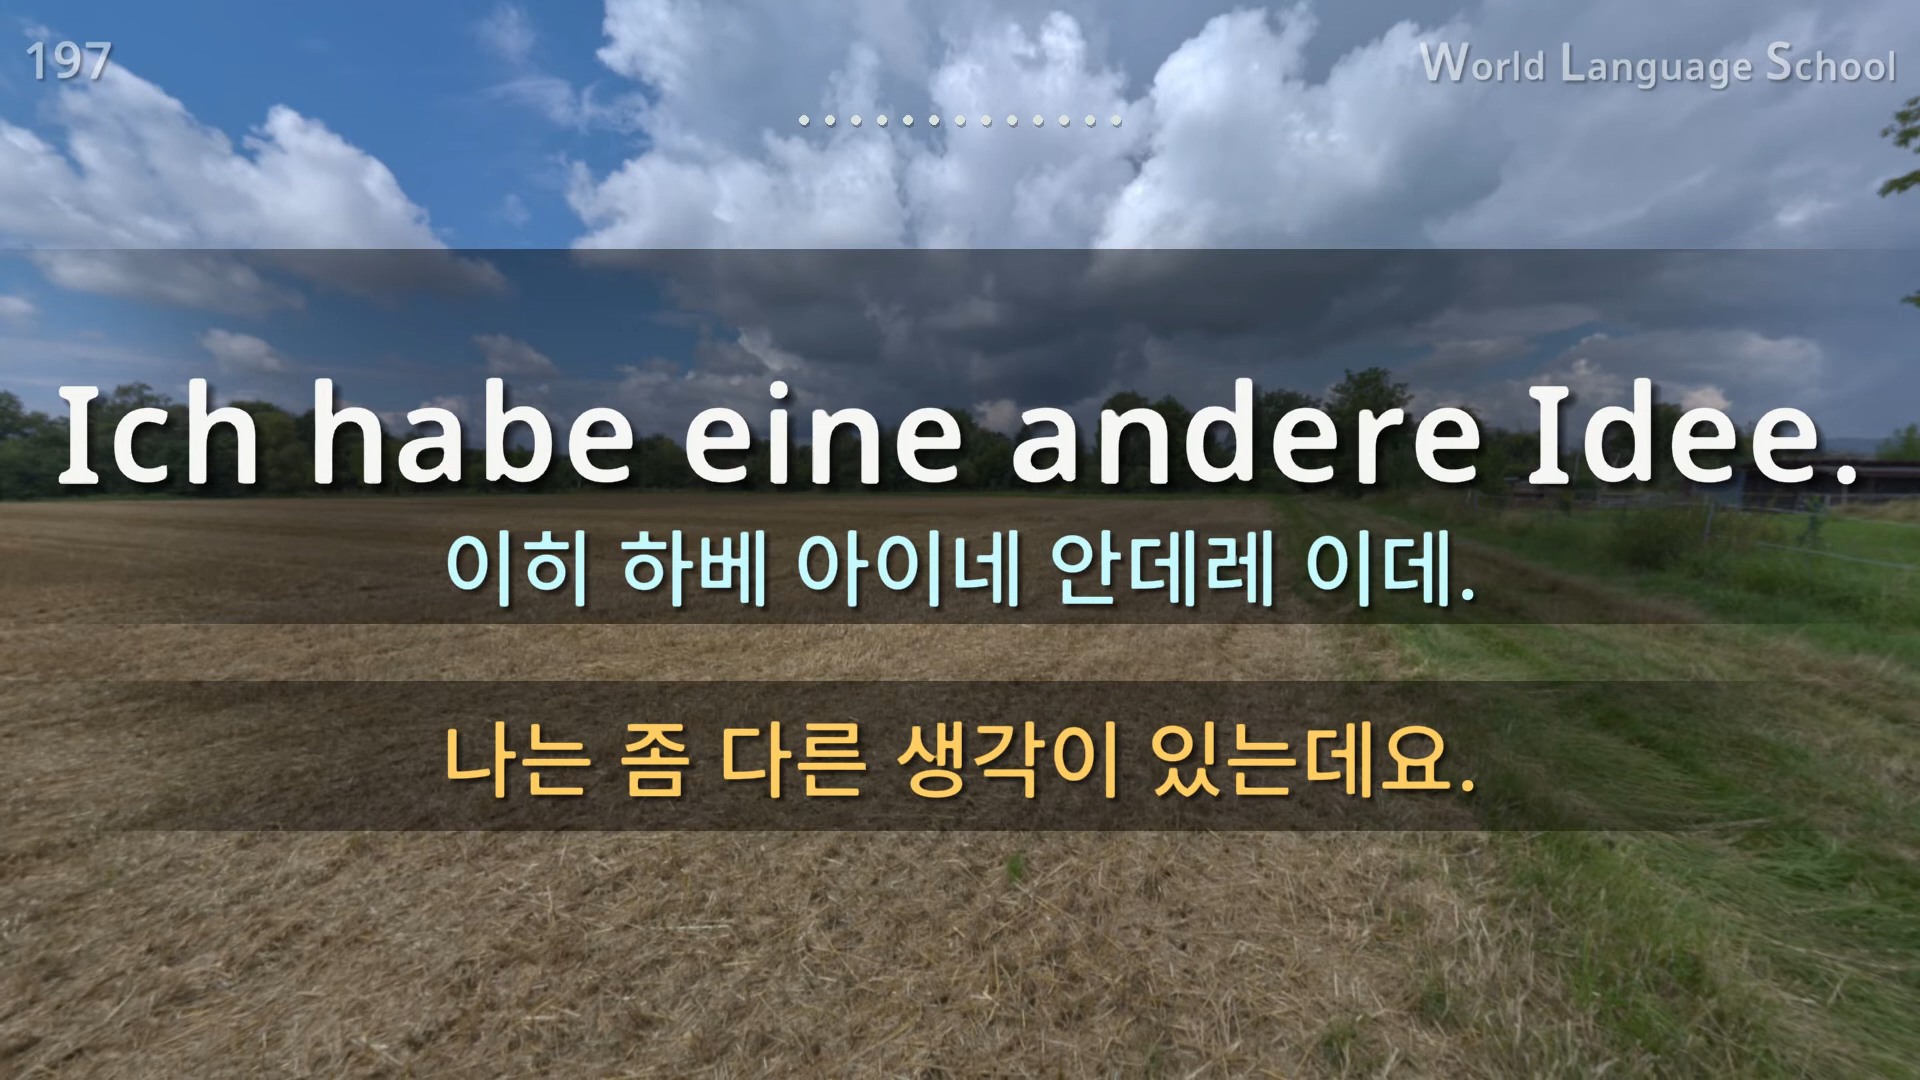 197
World Language School
Ich habe eine andere Idee.
이히 하베 아이네 안데레 이데.
나는 좀 다른 생각이 있는데요.